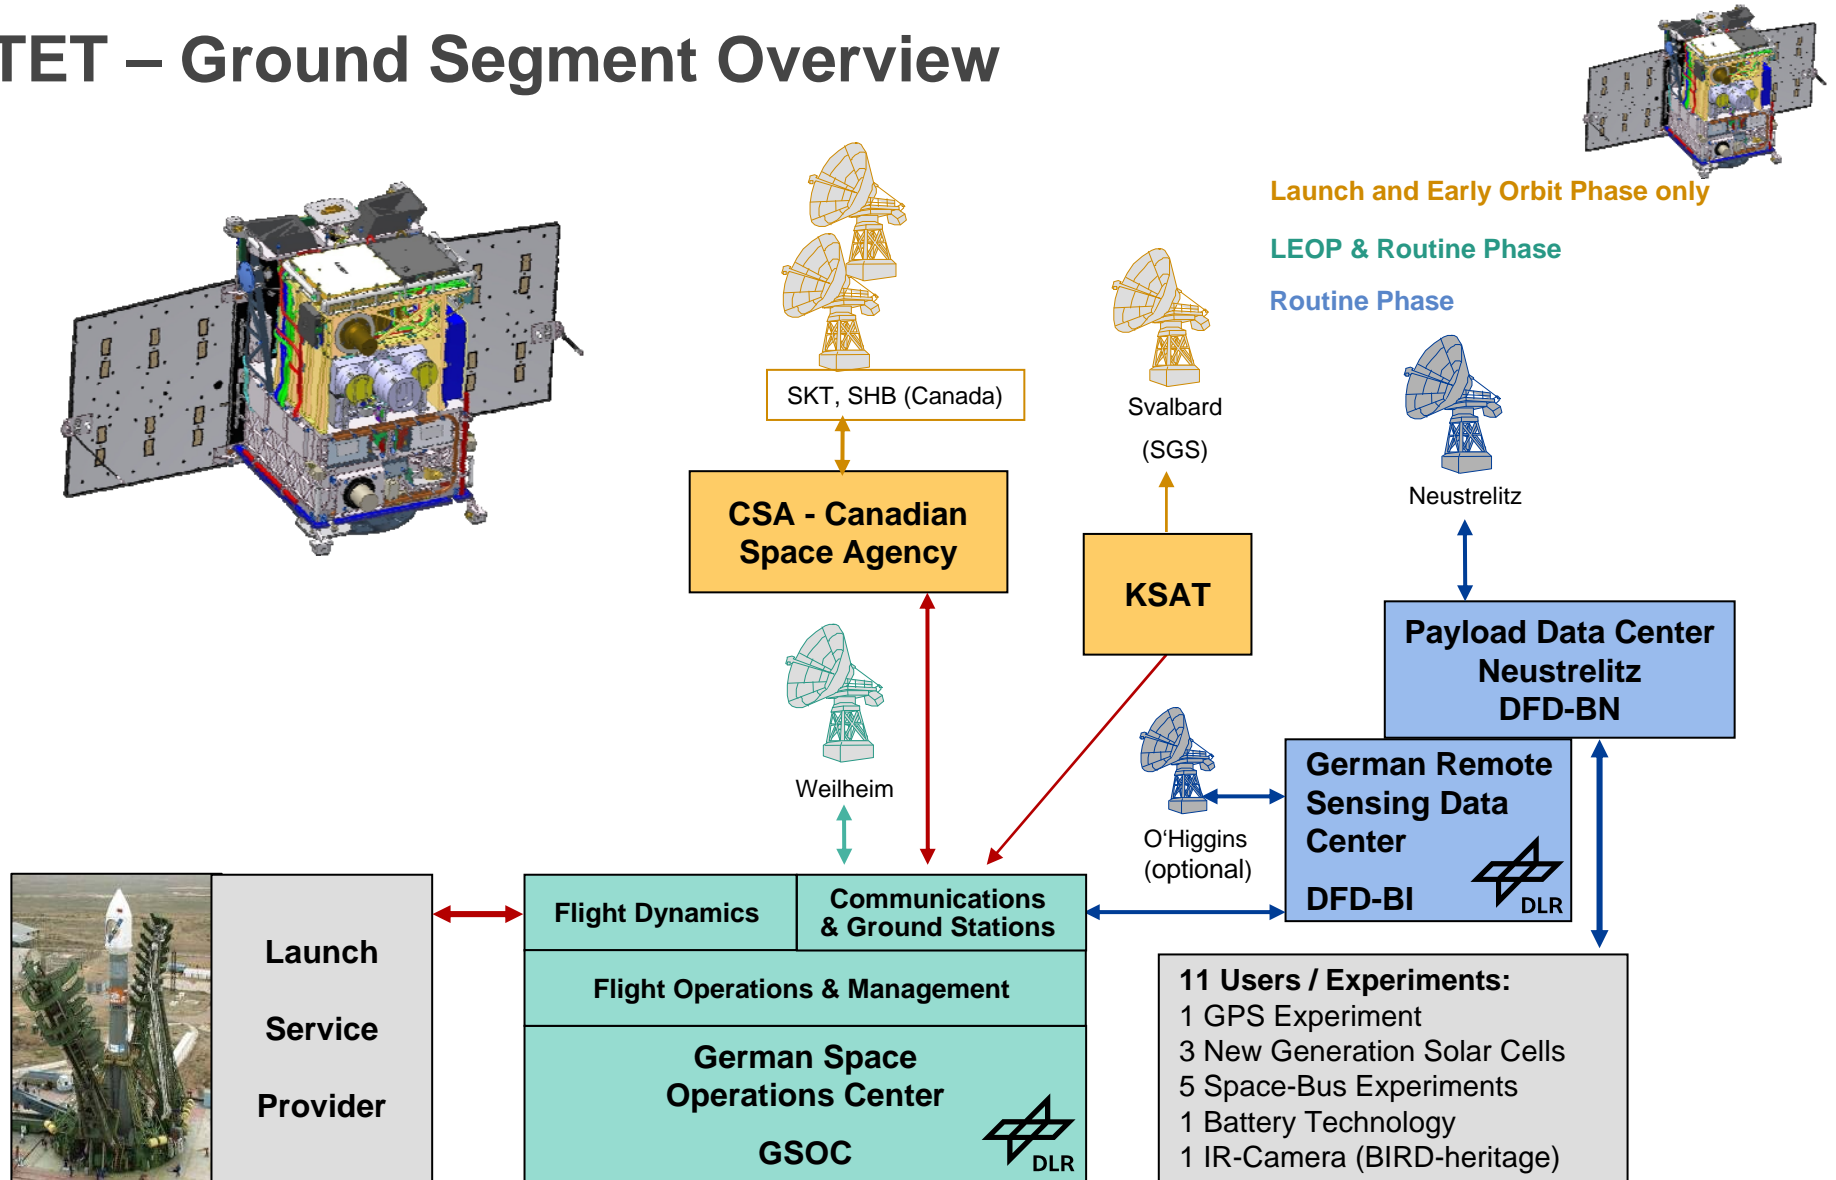 TET – Ground Segment Overview
Launch and Early Orbit Phase only
LEOP & Routine Phase
Routine Phase
SKT, SHB (Canada)
Svalbard
(SGS)
Neustrelitz
CSA - Canadian
Space Agency
KSAT
Payload Data Center
Neustrelitz
DFD-BN
Weilheim
O‘Higgins
(optional)
German Remote
Sensing Data
Center
DFD-BI
DLR
Launch
Service
Provider
Flight Dynamics
Communications
& Ground Stations
Flight Operations & Management
German Space
Operations Center
GSOC
DLR
11 Users / Experiments:
1 GPS Experiment
3 New Generation Solar Cells
5 Space-Bus Experiments
1 Battery Technology
1 IR-Camera (BIRD-heritage)